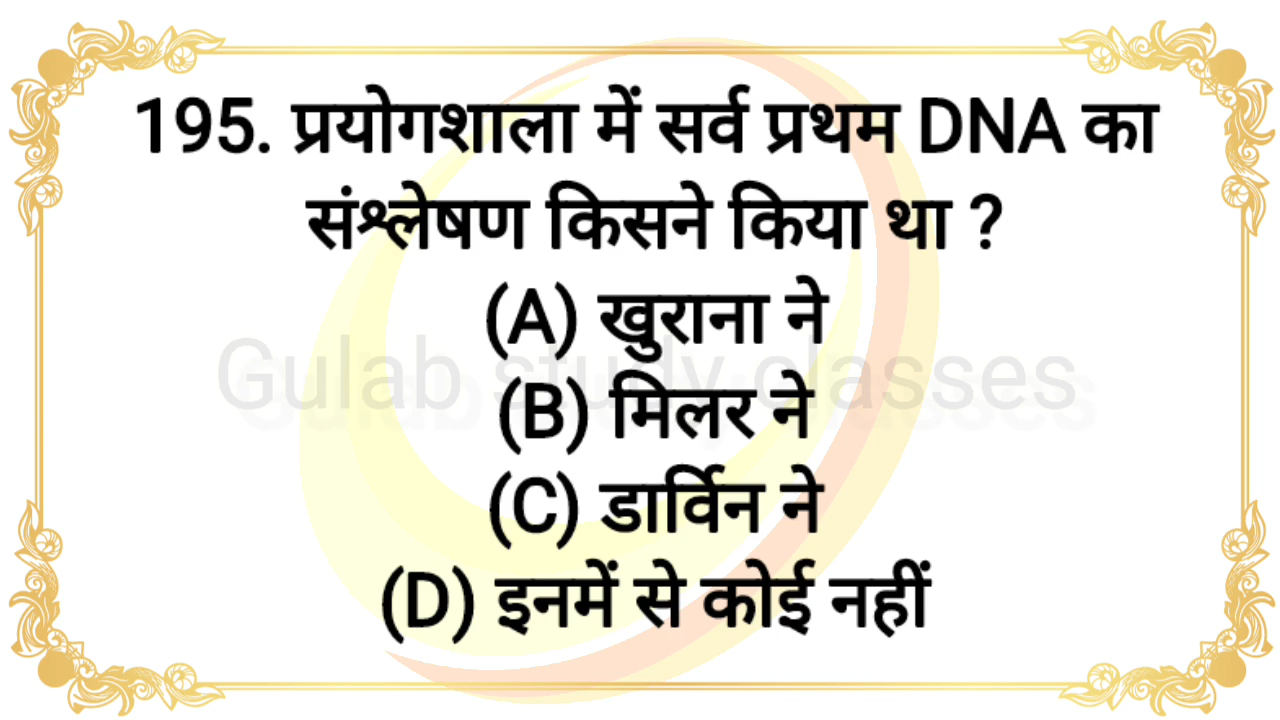 195. प्रयोगशाला में सर्व प्रथम DNA का
संश्लेषण किसने किया था ?
(A) खुराना ने
Gulab study classes
(B) मिलर ने
(C) डार्विन ने
(D) इनमें से कोई नहीं